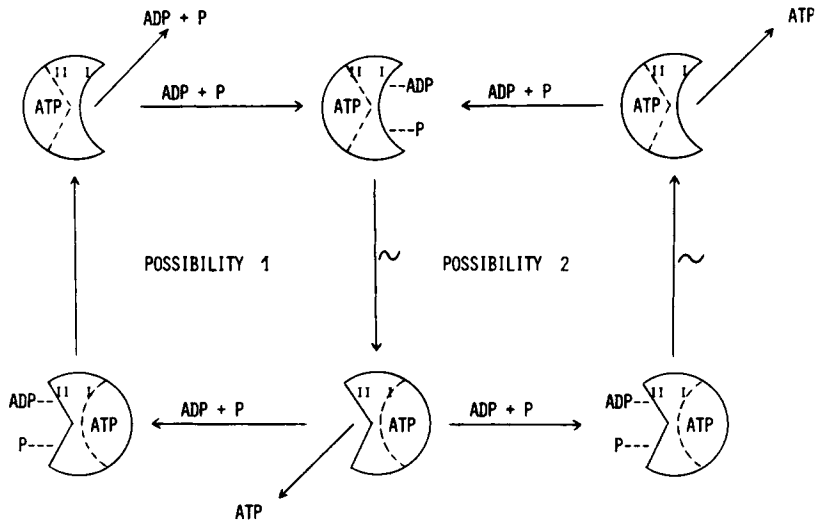 ADP + P
ATP
II I
ATP
ADP + P
II I
ATP
ADP
P
ADP + P
II I
ATP
~
POSSIBILITY 1
POSSIBILITY 2
~
ADP
P
II I
ATP
ADP + P
II I
ATP
ADP + P
ADP
P
II I
ATP
ATP